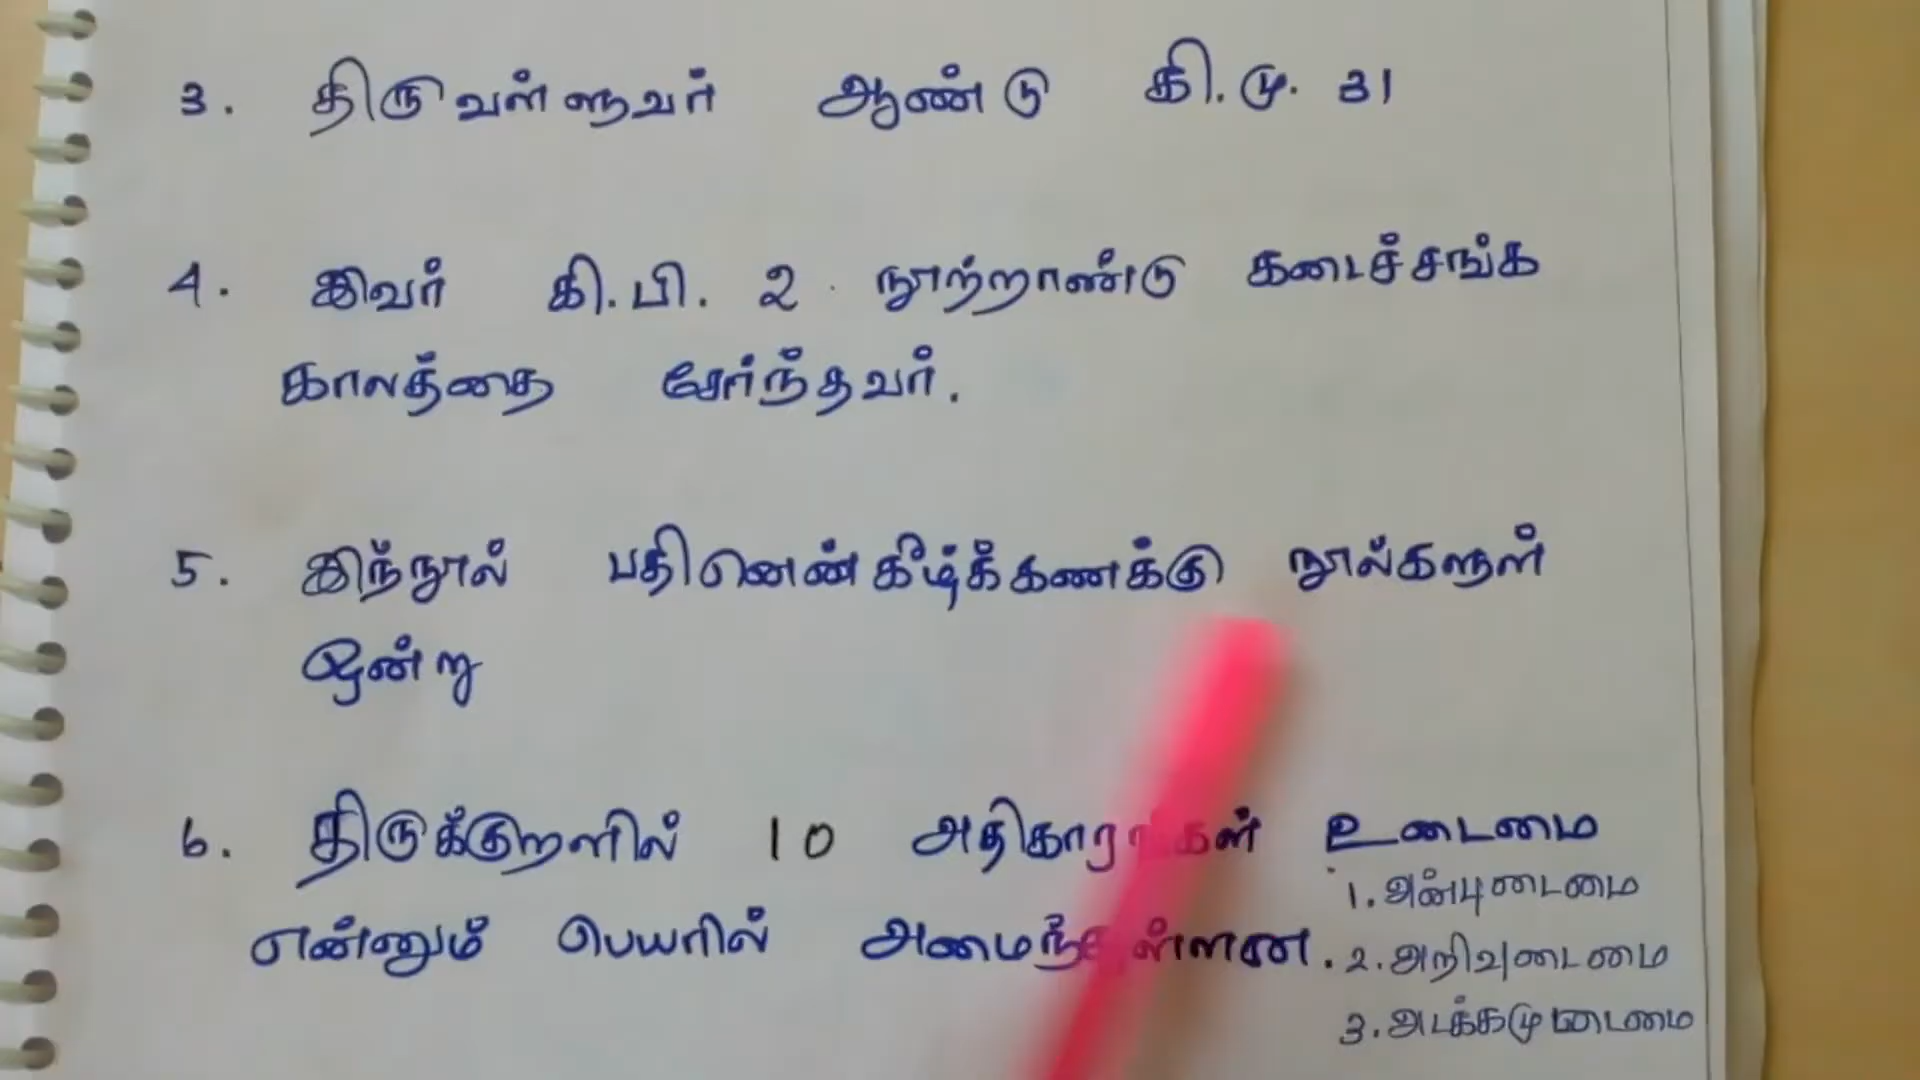 3. திருவள்ளுவர் ஆண்டு கி.மு. 31
4. இவர் கி.பி. 2 நூற்றாண்டு கடைச்சங்க
காலத்தை சேர்ந்தவர்.
5. இந்நூல் பதினெண்கீழ்க்கணக்கு நூல்களுள்
ஒன்று
6. திருக்குறளில் 10 அதிகாரங்கள் உடைமை
என்னும் பெயரில் அமைந்துள்ளன.
1. அன்புடைமை
2. அறிவுடைமை
3. அடக்கமுடைமை